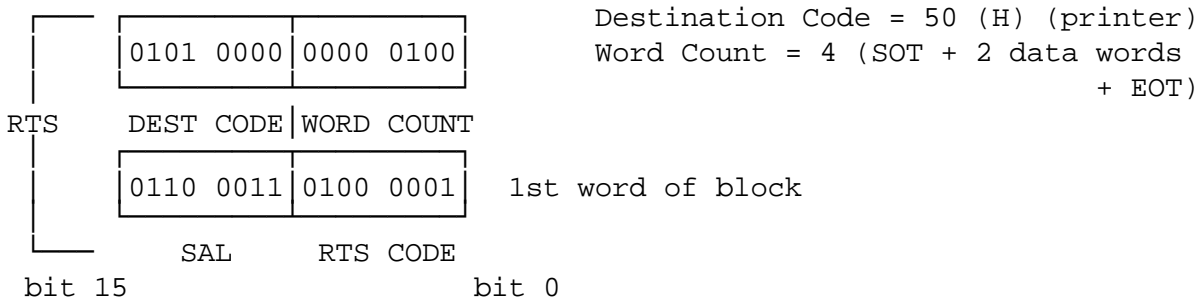 Destination Code = 50 (H) (printer)
0101 0000 0000 0100 Word Count = 4 (SOT + 2 data words
+ EOT)
RTS DEST CODE WORD COUNT
0110 0011 0100 0001 1st word of block
SAL RTS CODE
bit 15 bit 0